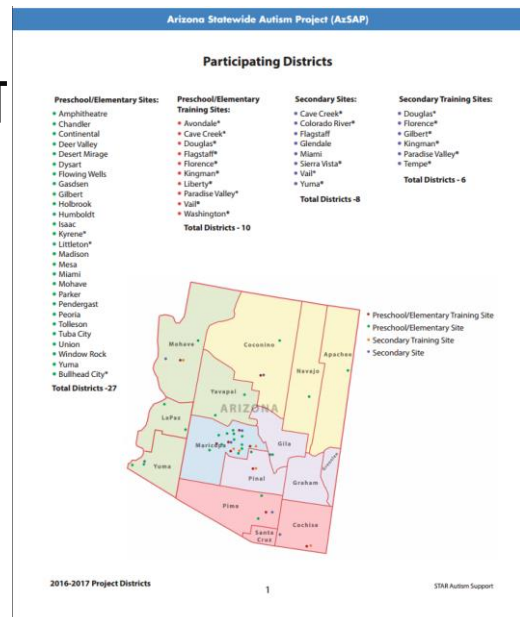 Arizona Statewide Autism Project (AzSAP)
Participating Districts
Preschool/Elementary Sites:
• Amphitheatre
• Chandler
• Continental
• Deer Valley
• Desert Mirage
• Dysart
• Flowing Wells
• Gasdsen
• Gilbert
• Holbrook
• Humboldt
• Isaac
• Kyrene*
• Littleton*
• Madison
• Mesa
• Miami
• Mohave
• Parker
• Pendergast
• Peoria
• Tolleson
• Tuba City
• Union
• Window Rock
• Yuma
• Bullhead City*
Total Districts -27
Preschool/Elementary
Training Sites:
• Avondale*
• Cave Creek*
• Douglas*
• Flagstaff*
• Florence*
• Kingman*
• Liberty*
• Paradise Valley*
• Vail*
• Washington*
Total Districts - 10
Secondary Sites:
• Cave Creek*
• Colorado River*
• Flagstaff
• Glendale
• Miami
• Sierra Vista*
• Vail*
• Yuma*
Total Districts -8
Secondary Training Sites:
• Douglas*
• Florence*
• Gilbert*
• Kingman*
• Paradise Valley*
• Tempe*
Total Districts - 6
Mohave
Coconino
Navajo
Apachee
Yavapai
ARIZONA
LaPaz
Maricopa
Gila
Yuma
Pinal
Graham
Greenlee
Pima
Santa
Cruz
Cochise
• Preschool/Elementary Training Site
• Preschool/Elementary Site
• Secondary Training Site
• Secondary Site
2016-2017 Project Districts
1
STAR Autism Support